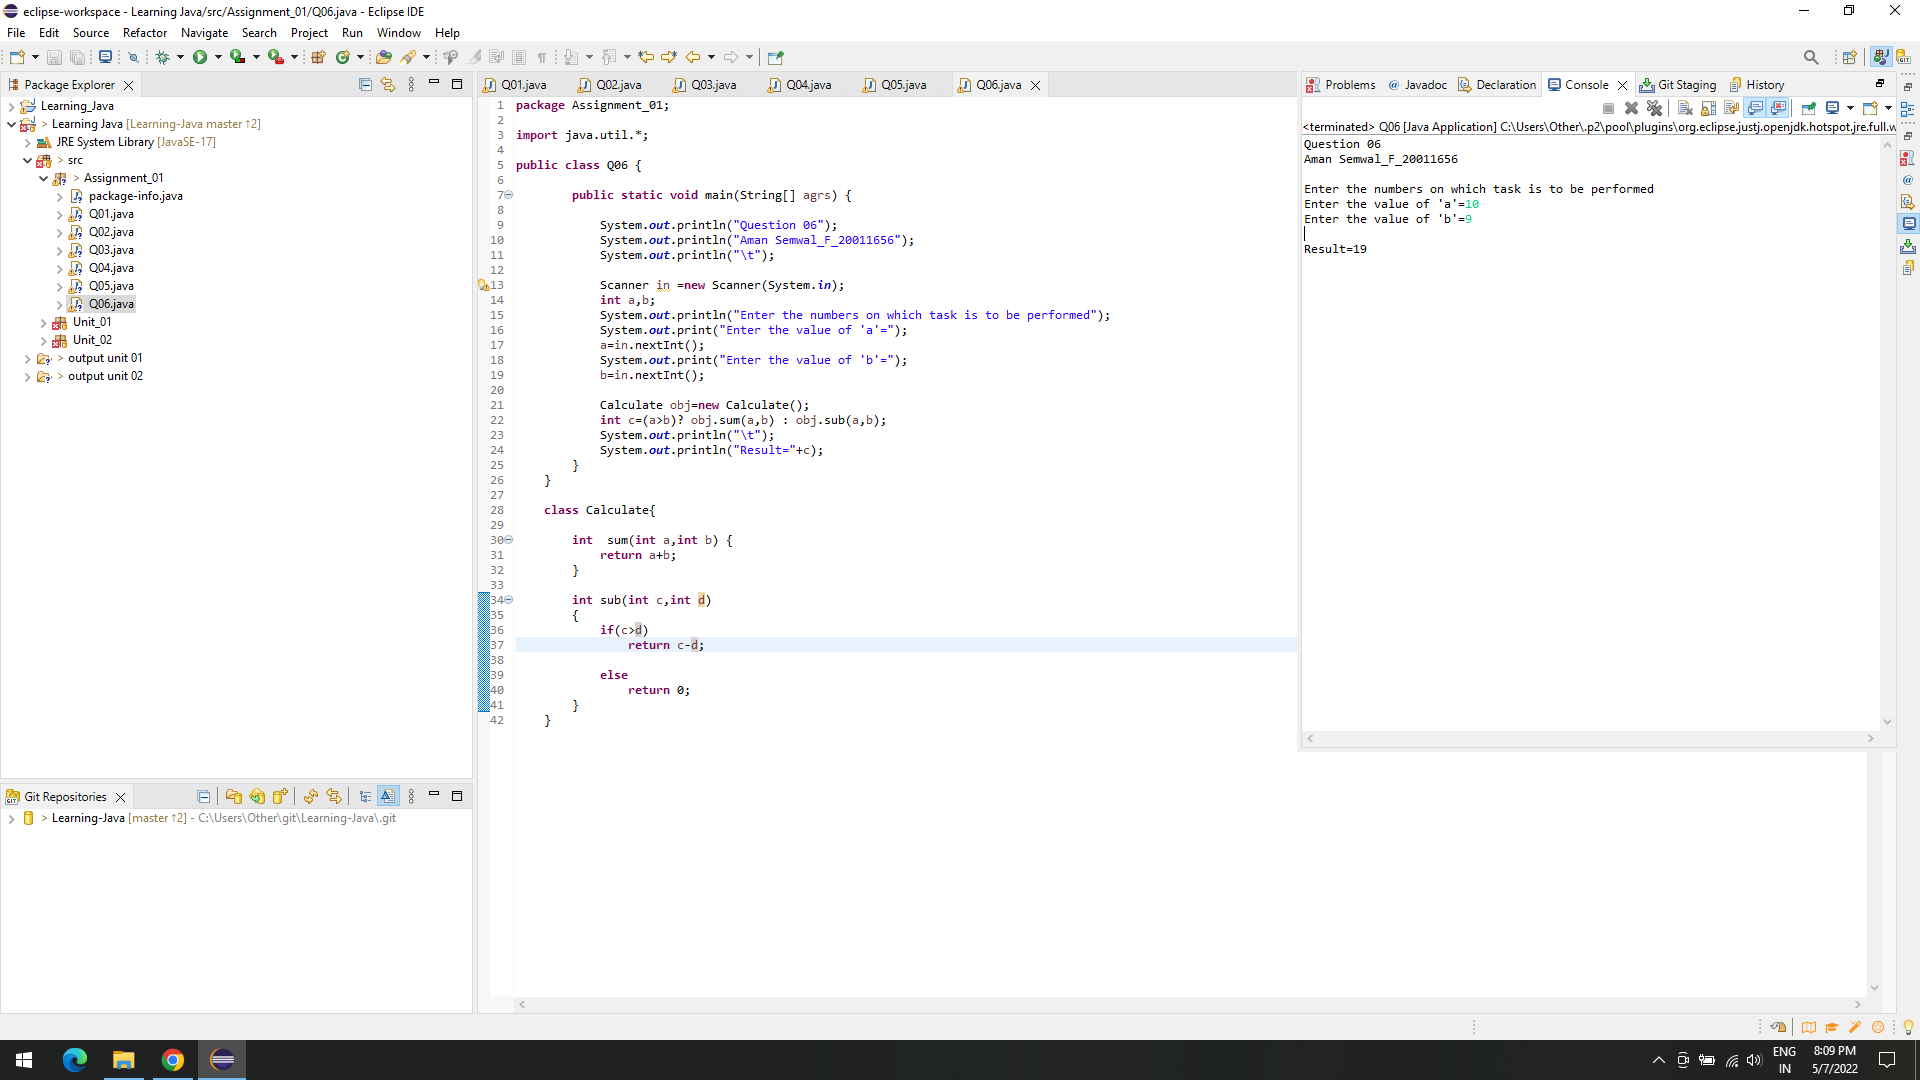 eclipse-workspace - Learning Java/src/Assignment_01/Q06.java - Eclipse IDE
File Edit Source Refactor Navigate Search Project Run Window Help
Package Explorer
Learning_Java
> Learning Java [Learning-Java master ↑2]
JRE System Library [JavaSE-17]
> src
> Assignment_01
package-info.java
Q01.java
Q02.java
Q03.java
Q04.java
Q05.java
Q06.java
Unit_01
Unit_02
> output unit 01
> output unit 02
Git Repositories
> Learning-Java [master ↑2] - C:\Users\Other\git\Learning-Java\.git
Q01.java Q02.java Q03.java Q04.java Q05.java Q06.java
1 package Assignment_01;
2
3 import java.util.*;
4
5 public class Q06 {
6
7 public static void main(String[] agrs) {
8
9 System.out.println("Question 06");
10 System.out.println("Aman Semwal_F_20011656");
11 System.out.println("\t");
12
13 Scanner in =new Scanner(System.in);
14 int a,b;
15 System.out.println("Enter the numbers on which task is to be performed");
16 System.out.print("Enter the value of 'a'=");
17 a=in.nextInt();
18 System.out.print("Enter the value of 'b'=");
19 b=in.nextInt();
20
21 Calculate obj=new Calculate();
22 int c=(a>b)? obj.sum(a,b) : obj.sub(a,b);
23 System.out.println("\t");
24 System.out.println("Result="+c);
25 }
26 }
27
28 class Calculate{
29
30 int  sum(int a,int b) {
31 return a+b;
32 }
33
34 int sub(int c,int d)
35 {
36 if(c>d)
37 return c-d;
38
39 else
40 return 0;
41 }
42 }
Problems @ Javadoc Declaration Console Git Staging History
<terminated> Q06 [Java Application] C:\Users\Other\.p2\pool\plugins\org.eclipse.justj.openjdk.hotspot.jre.full.w
Question 06
Aman Semwal_F_20011656
Enter the numbers on which task is to be performed
Enter the value of 'a'=10
Enter the value of 'b'=9
Result=19
ENG
IN
8:09 PM
5/7/2022